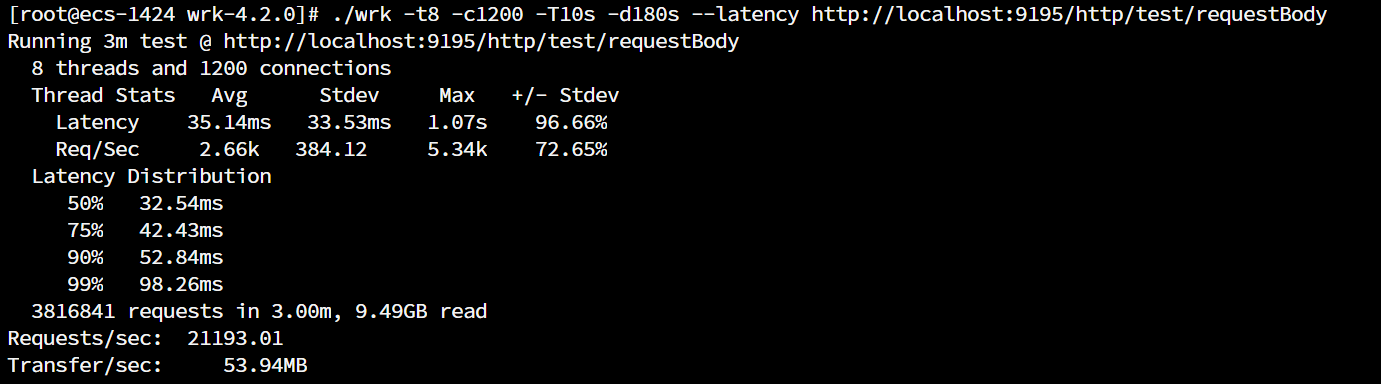 [root@ecs-1424 wrk-4.2.0]# ./wrk -t8 -c1200 -T10s -d180s --latency http://localhost:9195/http/test/requestBody
Running 3m test @ http://localhost:9195/http/test/requestBody
  8 threads and 1200 connections
  Thread Stats   Avg      Stdev     Max   +/- Stdev
    Latency    35.14ms   33.53ms   1.07s    96.66%
    Req/Sec     2.66k   384.12     5.34k    72.65%
  Latency Distribution
     50%   32.54ms
     75%   42.43ms
     90%   52.84ms
     99%   98.26ms
  3816841 requests in 3.00m, 9.49GB read
Requests/sec:  21193.01
Transfer/sec:     53.94MB